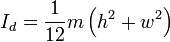 I_d = \frac{1}{12} m \left( h^2 + w^2 \right)